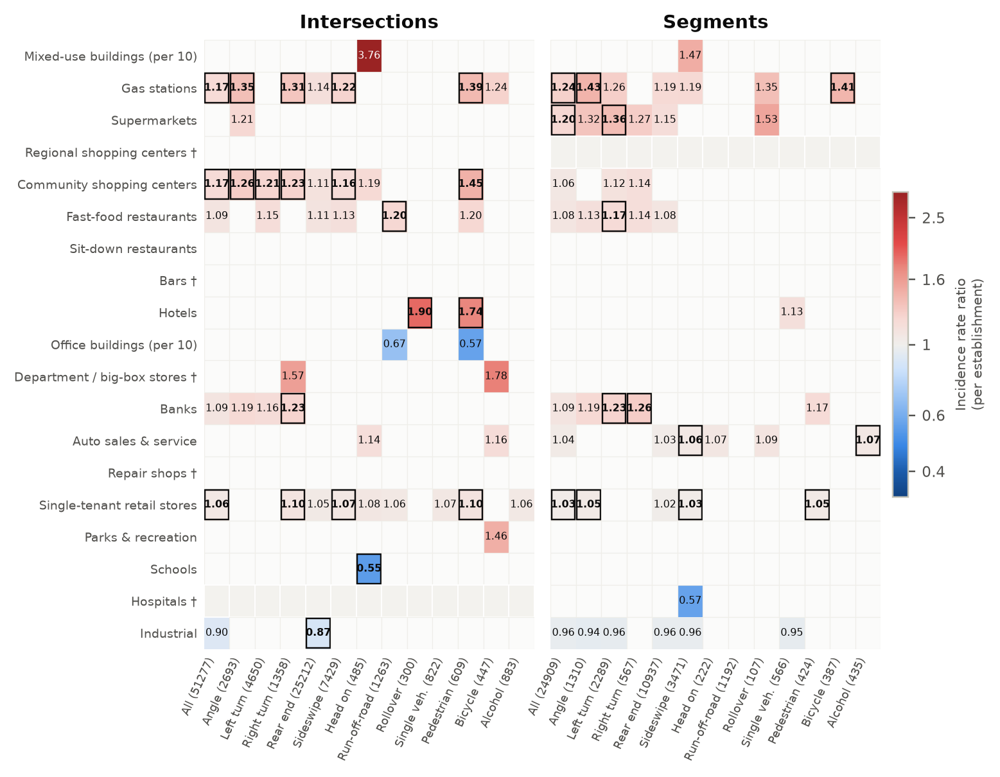 Intersections Segments
Mixed-use buildings (per 10) 3.76 1.47
Gas stations 1.17 1.35 1.31 1.14 1.22 1.39 1.24 1.24 1.43 1.26 1.19 1.19 1.35 1.41
Supermarkets 1.21 1.20 1.32 1.36 1.27 1.15 1.53
Regional shopping centers †
Community shopping centers 1.17 1.26 1.21 1.23 1.11 1.16 1.19 1.45 1.06 1.12 1.14
Fast-food restaurants 1.09 1.15 1.11 1.13 1.20 1.20 1.08 1.13 1.17 1.14 1.08
Sit-down restaurants
Bars †
Hotels 1.90 1.74 1.13
Office buildings (per 10) 0.67 0.57
Department / big-box stores † 1.57 1.78
Banks 1.09 1.19 1.16 1.23 1.09 1.19 1.23 1.26 1.17
Auto sales & service 1.14 1.16 1.04 1.03 1.06 1.07 1.09 1.07
Repair shops †
Single-tenant retail stores 1.06 1.10 1.05 1.07 1.08 1.06 1.07 1.10 1.06 1.03 1.05 1.02 1.03 1.05
Parks & recreation 1.46
Schools 0.55
Hospitals † 0.57
Industrial 0.90 0.87 0.96 0.94 0.96 0.96 0.96 0.95
All (51277)
Angle (2693)
Left turn (4650)
Right turn (1358)
Rear end (25212)
Sideswipe (7429)
Head on (485)
Run-off-road (1263)
Rollover (300)
Single veh. (822)
Pedestrian (609)
Bicycle (447)
Alcohol (883)
All (24909)
Angle (1310)
Left turn (2289)
Right turn (567)
Rear end (10937)
Sideswipe (3471)
Head on (222)
Run-off-road (1192)
Rollover (107)
Single veh. (566)
Pedestrian (424)
Bicycle (387)
Alcohol (435)
2.5
1.6
1
0.6
0.4
Incidence rate ratio
(per establishment)